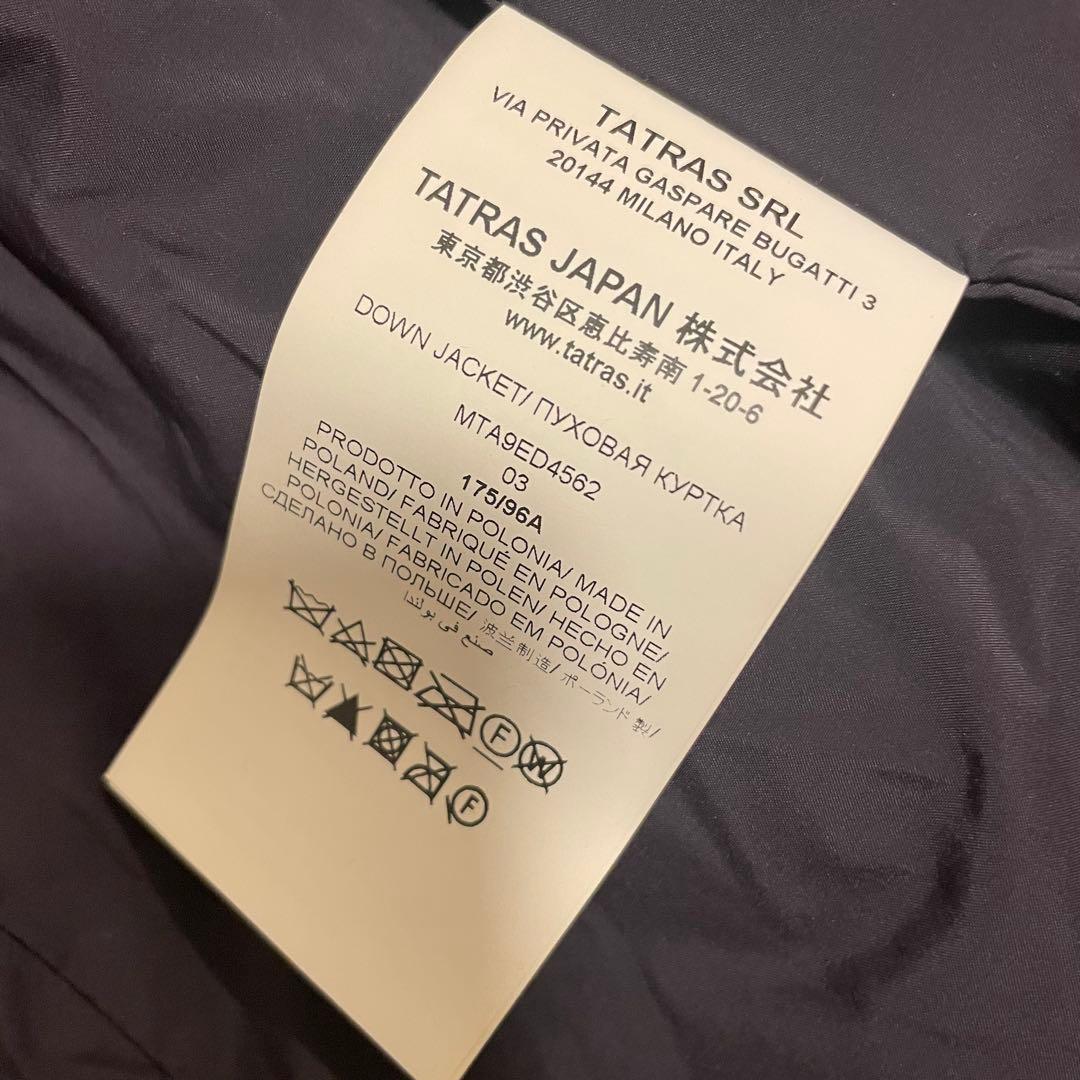 TATRAS SRL
VIA PRIVATA GASPARE BUGATTI 3
20144 MILANO ITALY
TATRAS JAPAN 株式会社
東京都渋谷区恵比寿南 1-20-6
www.tatras.it
DOWN JACKET/ ПУХОВАЯ КУРТКА
MTA9ED4562
03
175/96A
PRODOTTO IN POLONIA/ MADE IN
POLAND/ FABRIQUÉ EN POLOGNE/
HERGESTELLT IN POLEN/ HECHO EN
POLONIA/ FABRICADO EM POLÓNIA/
СДЕЛАНО В ПОЛЬШЕ/ 波兰制造/ ポーランド製/
صنع في بولندا
F W
F